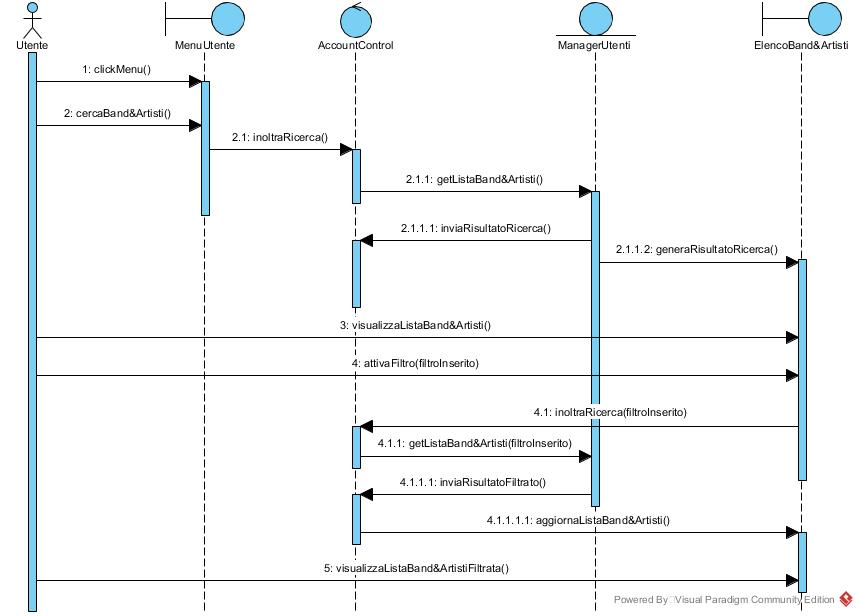 Utente
MenuUtente
AccountControl
ManagerUtenti
ElencoBand&Artisti
1: clickMenu()
2: cercaBand&Artisti()
2.1: inoltraRicerca()
2.1.1: getListaBand&Artisti()
2.1.1.1: inviaRisultatoRicerca()
2.1.1.2: generaRisultatoRicerca()
3: visualizzaListaBand&Artisti()
4: attivaFiltro(filtroInserito)
4.1: inoltraRicerca(filtroInserito)
4.1.1: getListaBand&Artisti(filtroInserito)
4.1.1.1: inviaRisultatoFiltrato()
4.1.1.1.1: aggiornaListaBand&Artisti()
5: visualizzaListaBand&ArtistiFiltrata()
Powered By Visual Paradigm Community Edition